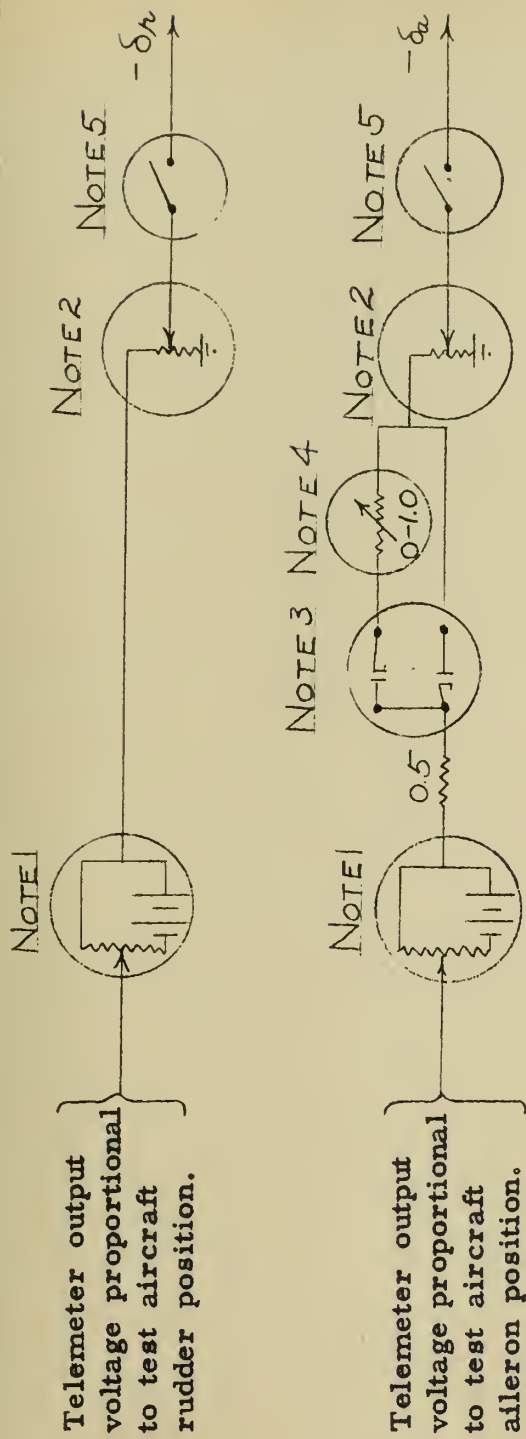 Telemeter output
voltage proportional
to test aircraft
rudder position.
NOTE 1
NOTE 2
NOTE 5
-δr
Telemeter output
voltage proportional
to test aircraft
aileron position.
NOTE 1
0.5
NOTE 3
NOTE 4
0-1.0
NOTE 2
NOTE 5
-δa